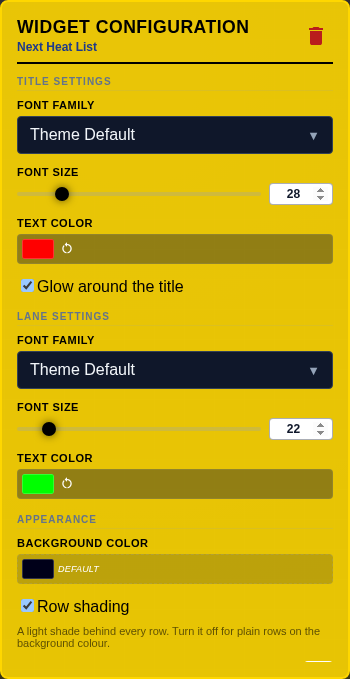 WIDGET CONFIGURATION
Next Heat List
TITLE SETTINGS
FONT FAMILY
Theme Default
FONT SIZE
28
TEXT COLOR
Glow around the title
LANE SETTINGS
FONT FAMILY
Theme Default
FONT SIZE
22
TEXT COLOR
APPEARANCE
BACKGROUND COLOR
DEFAULT
Row shading
A light shade behind every row. Turn it off for plain rows on the
background colour.